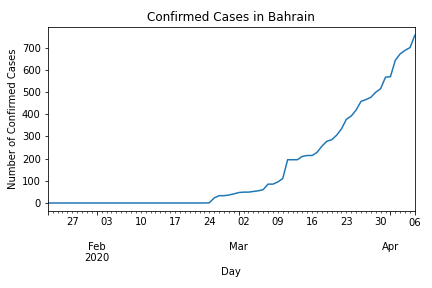 Confirmed Cases in Bahrain
Number of Confirmed Cases
700
600
500
400
300
200
100
0
27 03 10 17 24 02 09 16 23 30 06
Feb Mar Apr
2020
Day